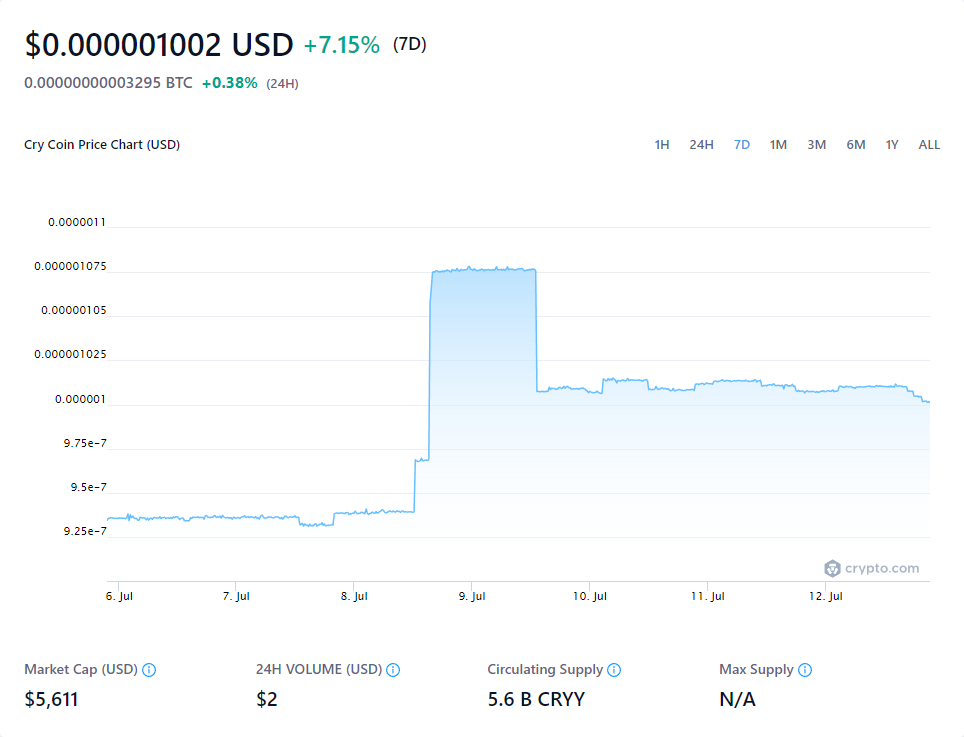 $0.000001002 USD +7.15% (7D)
0.00000000003295 BTC +0.38% (24H)
Cry Coin Price Chart (USD) 1H 24H 7D 1M 3M 6M 1Y ALL
0.0000011
0.000001075
0.00000105
0.000001025
0.000001
9.75e-7
9.5e-7
9.25e-7
crypto.com
6. Jul 7. Jul 8. Jul 9. Jul 10. Jul 11. Jul 12. Jul
Market Cap (USD) 24H VOLUME (USD) Circulating Supply Max Supply
$5,611 $2 5.6 B CRYY N/A